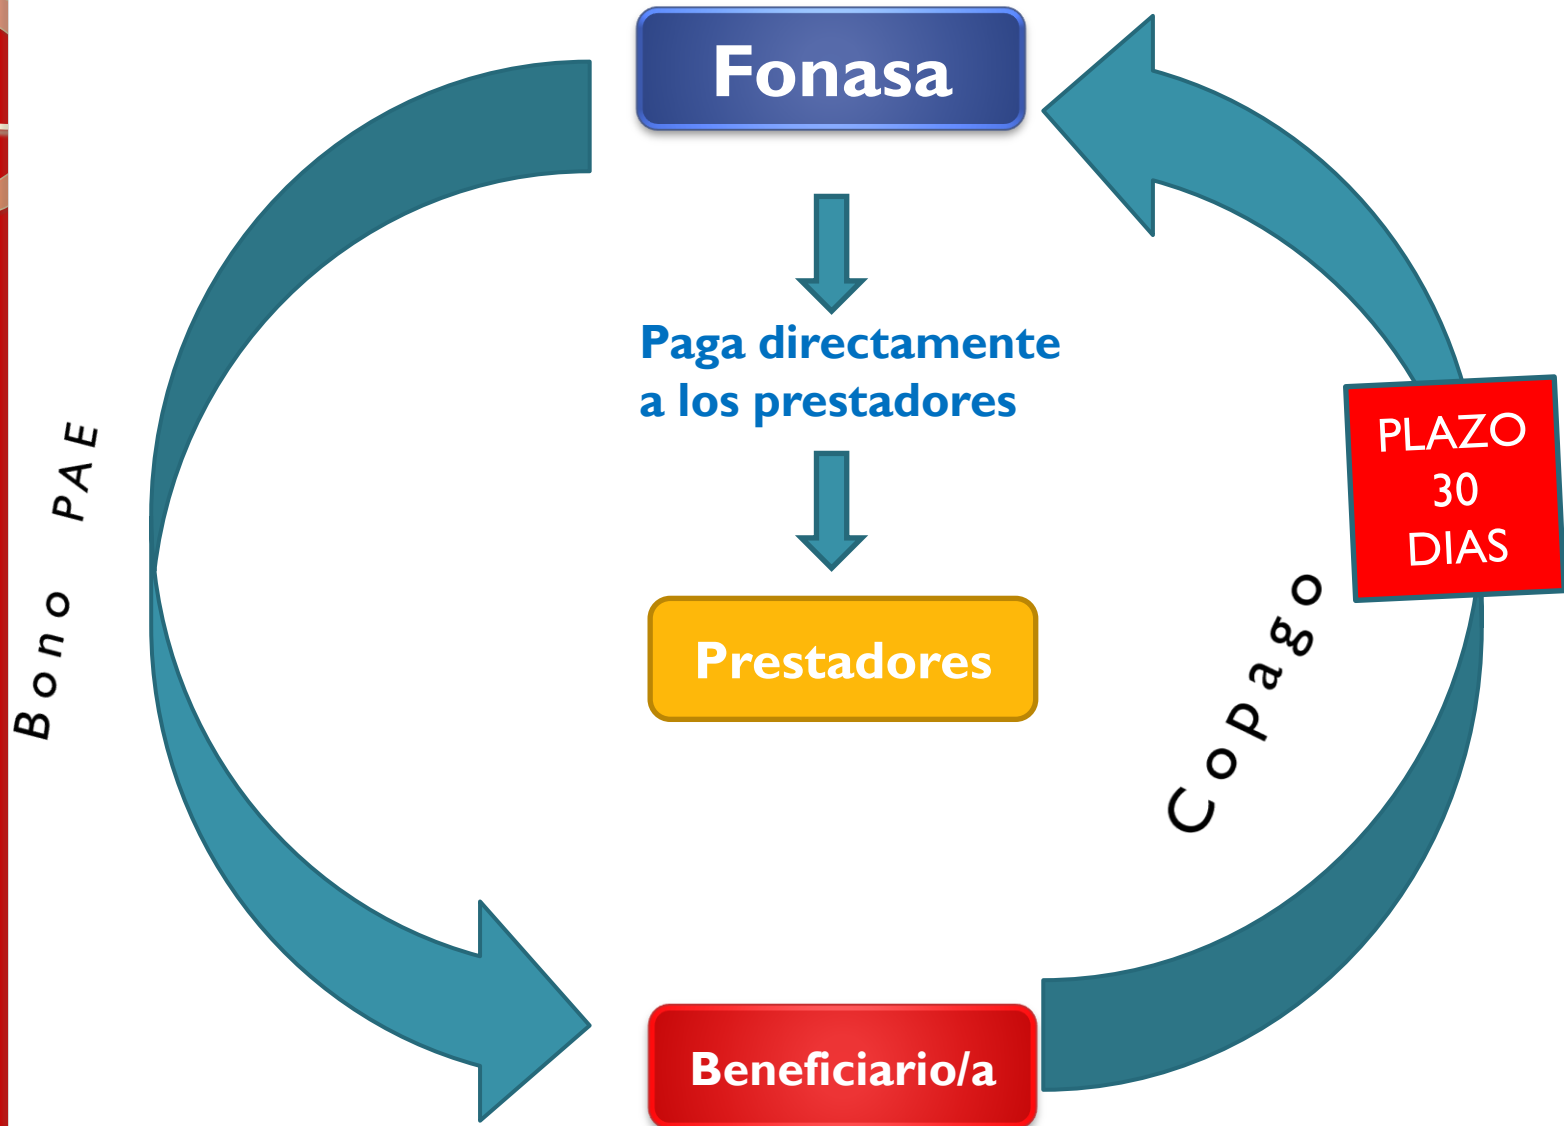 Fonasa
Paga directamente
a los prestadores
Prestadores
Beneficiario/a
Bono PAE
Copago
PLAZO
30
DIAS